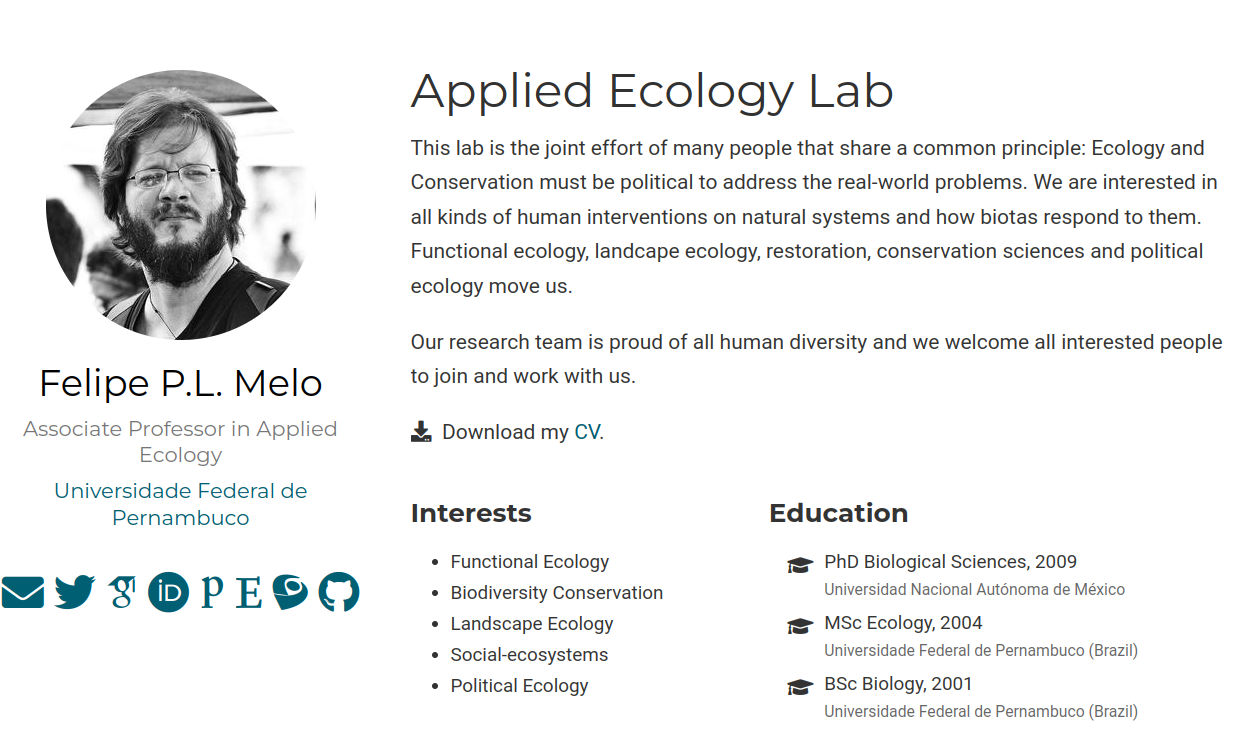 Applied Ecology Lab
This lab is the joint effort of many people that share a common principle: Ecology and
Conservation must be political to address the real-world problems. We are interested in
all kinds of human interventions on natural systems and how biotas respond to them.
Functional ecology, landcape ecology, restoration, conservation sciences and political
ecology move us.
Our research team is proud of all human diversity and we welcome all interested people
to join and work with us.
Download my CV.
Felipe P.L. Melo
Associate Professor in Applied
Ecology
Universidade Federal de
Pernambuco
g iD p E
Interests
Functional Ecology
Biodiversity Conservation
Landscape Ecology
Social-ecosystems
Political Ecology
Education
PhD Biological Sciences, 2009
Universidad Nacional Autónoma de México
MSc Ecology, 2004
Universidade Federal de Pernambuco (Brazil)
BSc Biology, 2001
Universidade Federal de Pernambuco (Brazil)